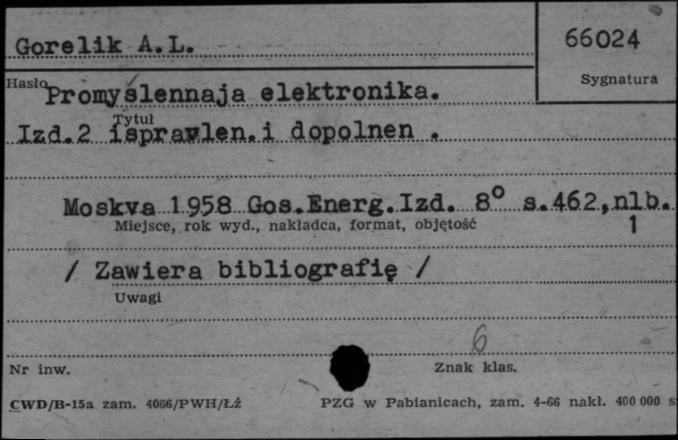 Gorelik A.L.
66024
Hasło
Sygnatura
Promyślennaja elektronika.
Tytuł
Izd.2 isprawlen.i dopolnen .
Moskva 1958 Gos.Energ.Izd. 8° s.462,nlb.
Miejsce, rok wyd., nakładca, format, objętość
1
/ Zawiera bibliografię /
Uwagi
6
Nr inw.
Znak klas.
CWD/B-15a zam. 4066/PWH/Łź
PZG w Pabianicach, zam. 4-66 nakł. 400 000 s